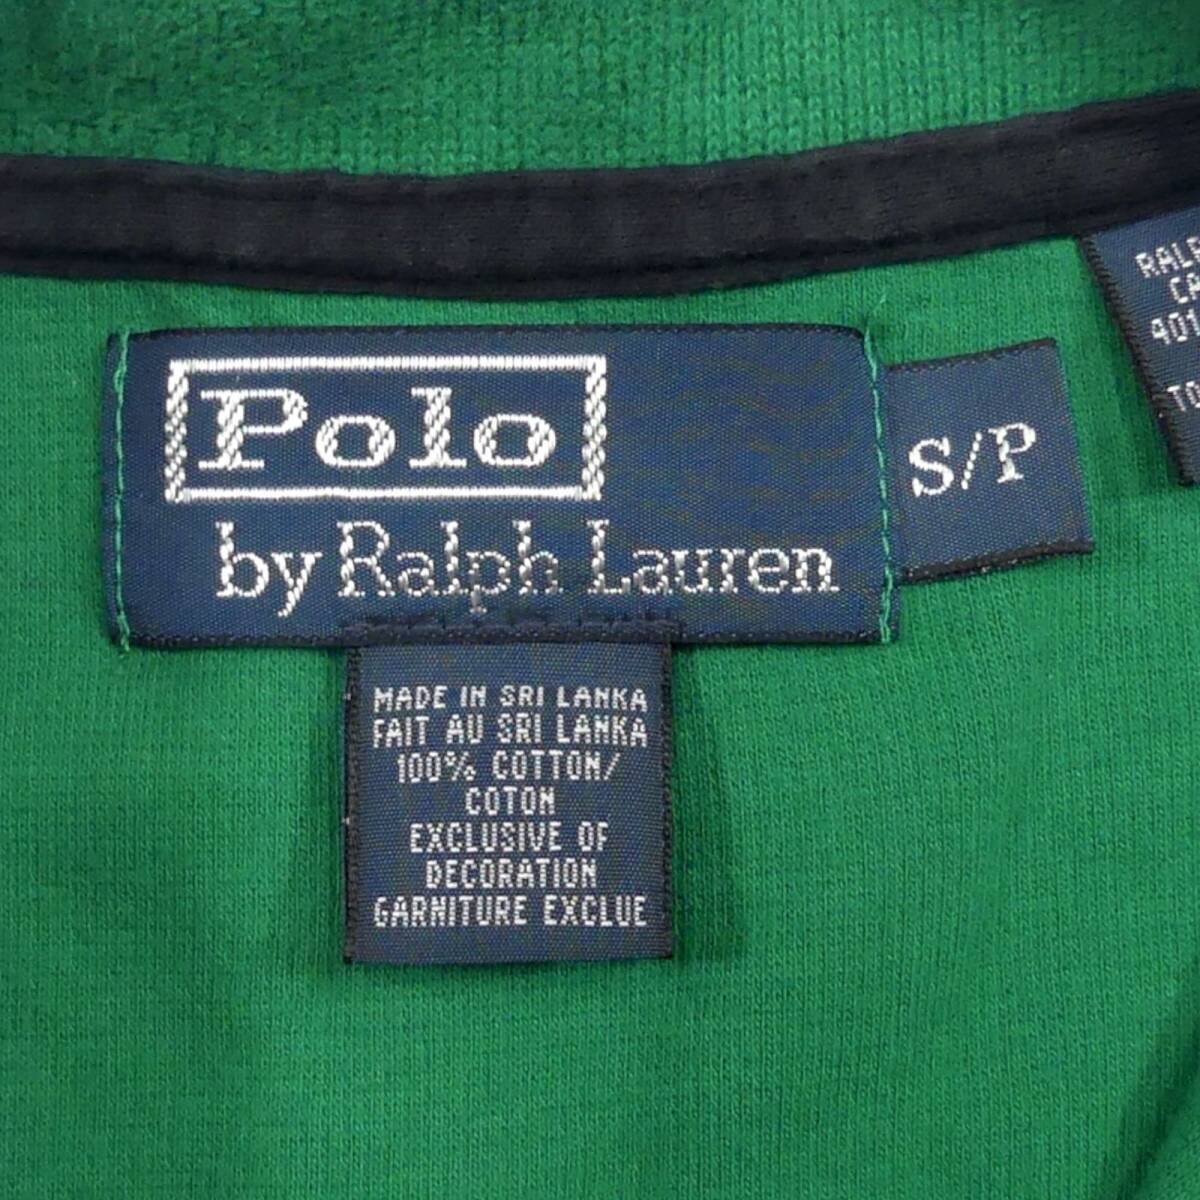 Polo
by Ralph Lauren
S/P
MADE IN SRI LANKA
FAIT AU SRI LANKA
100% COTTON/
COTON
EXCLUSIVE OF
DECORATION
GARNITURE EXCLUE